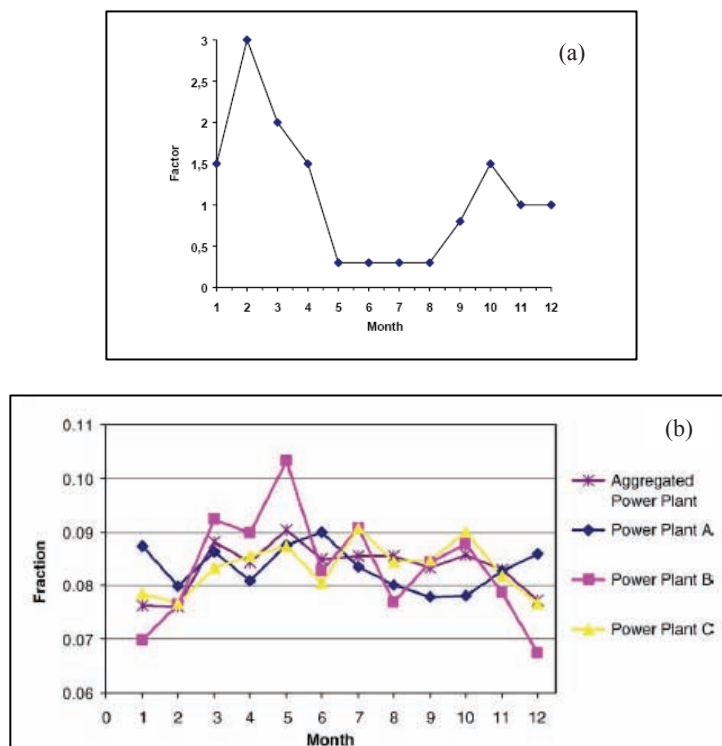 (a)
3
2,5
2
1,5
1
0,5
0
Factor
1 2 3 4 5 6 7 8 9 10 11 12
Month
(b)
0.11
0.10
0.09
0.08
0.07
0.06
Fraction
0 1 2 3 4 5 6 7 8 9 10 11 12
Month
Aggregated
Power Plant
Power Plant A
Power Plant B
Power Plant C